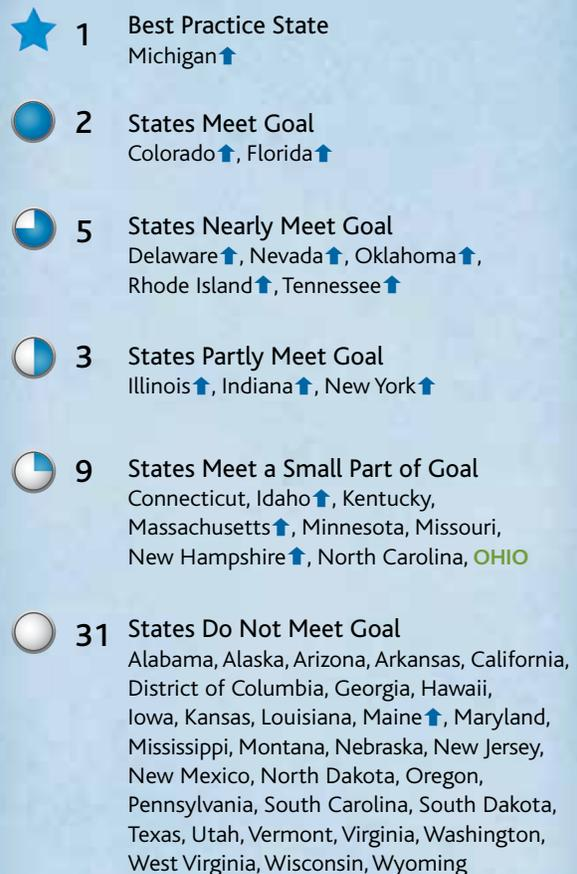 1 Best Practice State
Michigan⬆
2 States Meet Goal
Colorado⬆, Florida⬆
5 States Nearly Meet Goal
Delaware⬆, Nevada⬆, Oklahoma⬆,
Rhode Island⬆, Tennessee⬆
3 States Partly Meet Goal
Illinois⬆, Indiana⬆, New York⬆
9 States Meet a Small Part of Goal
Connecticut, Idaho⬆, Kentucky,
Massachusetts⬆, Minnesota, Missouri,
New Hampshire⬆, North Carolina, OHIO
31 States Do Not Meet Goal
Alabama, Alaska, Arizona, Arkansas, California,
District of Columbia, Georgia, Hawaii,
Iowa, Kansas, Louisiana, Maine⬆, Maryland,
Mississippi, Montana, Nebraska, New Jersey,
New Mexico, North Dakota, Oregon,
Pennsylvania, South Carolina, South Dakota,
Texas, Utah, Vermont, Virginia, Washington,
West Virginia, Wisconsin, Wyoming